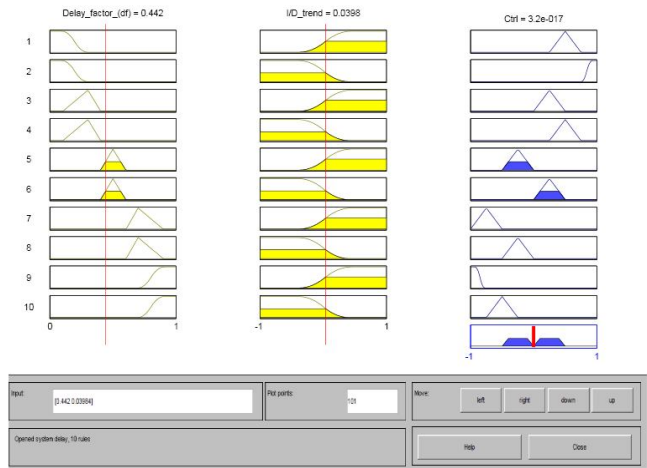 Delay_factor_(df) = 0.442
I/D_trend = 0.0398
Ctrl = 3.2e-017
1
2
3
4
5
6
7
8
9
10
0
1
-1
1
-1
1
Input:
[0.442 0.03984]
Plot points:
101
Move:
left
right
down
up
Opened system delay, 10 rules
Help
Close